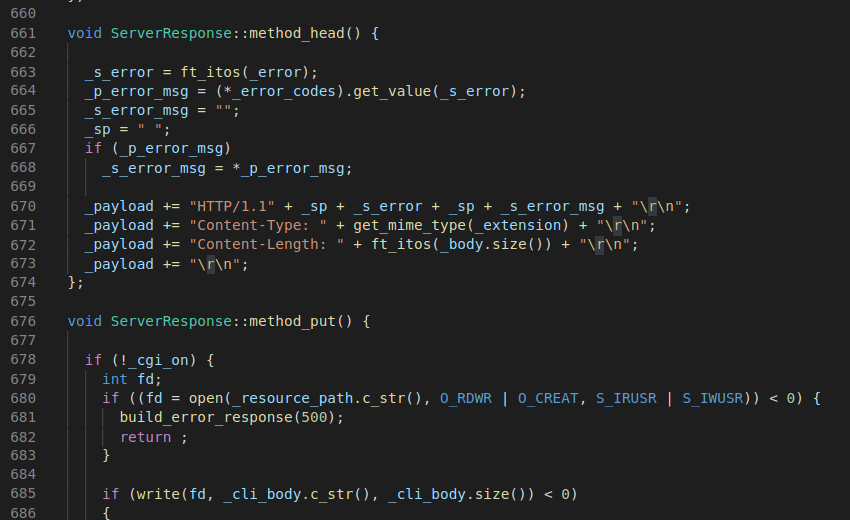 660
661 void ServerResponse::method_head() {
662
663 _s_error = ft_itos(_error);
664 _p_error_msg = (*_error_codes).get_value(_s_error);
665 _s_error_msg = "";
666 _sp = " ";
667 if (_p_error_msg)
668 _s_error_msg = *_p_error_msg;
669
670 _payload += "HTTP/1.1" + _sp + _s_error + _sp + _s_error_msg + "\r\n";
671 _payload += "Content-Type: " + get_mime_type(_extension) + "\r\n";
672 _payload += "Content-Length: " + ft_itos(_body.size()) + "\r\n";
673 _payload += "\r\n";
674 };
675
676 void ServerResponse::method_put() {
677
678 if (!_cgi_on) {
679 int fd;
680 if ((fd = open(_resource_path.c_str(), O_RDWR | O_CREAT, S_IRUSR | S_IWUSR)) < 0) {
681 build_error_response(500);
682 return ;
683 }
684
685 if (write(fd, _cli_body.c_str(), _cli_body.size()) < 0)
686 {